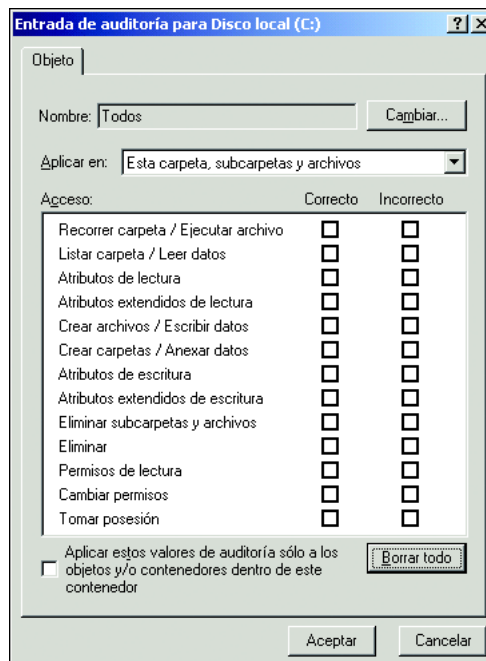 Entrada de auditoría para Disco local (C:)
Objeto
Nombre: Todos Cambiar...
Aplicar en: Esta carpeta, subcarpetas y archivos
Acceso: Correcto Incorrecto
Recorrer carpeta / Ejecutar archivo
Listar carpeta / Leer datos
Atributos de lectura
Atributos extendidos de lectura
Crear archivos / Escribir datos
Crear carpetas / Anexar datos
Atributos de escritura
Atributos extendidos de escritura
Eliminar subcarpetas y archivos
Eliminar
Permisos de lectura
Cambiar permisos
Tomar posesión
Aplicar estos valores de auditoría sólo a los
objetos y/o contenedores dentro de este
contenedor
Borrar todo
Aceptar Cancelar